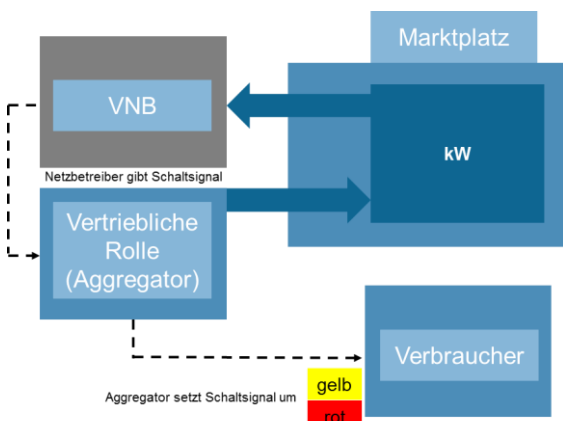 Marktplatz
VNB
kW
Netzbetreiber gibt Schaltsignal
Vertriebliche
Rolle
(Aggregator)
Verbraucher
gelb
Aggregator setzt Schaltsignal um
rot